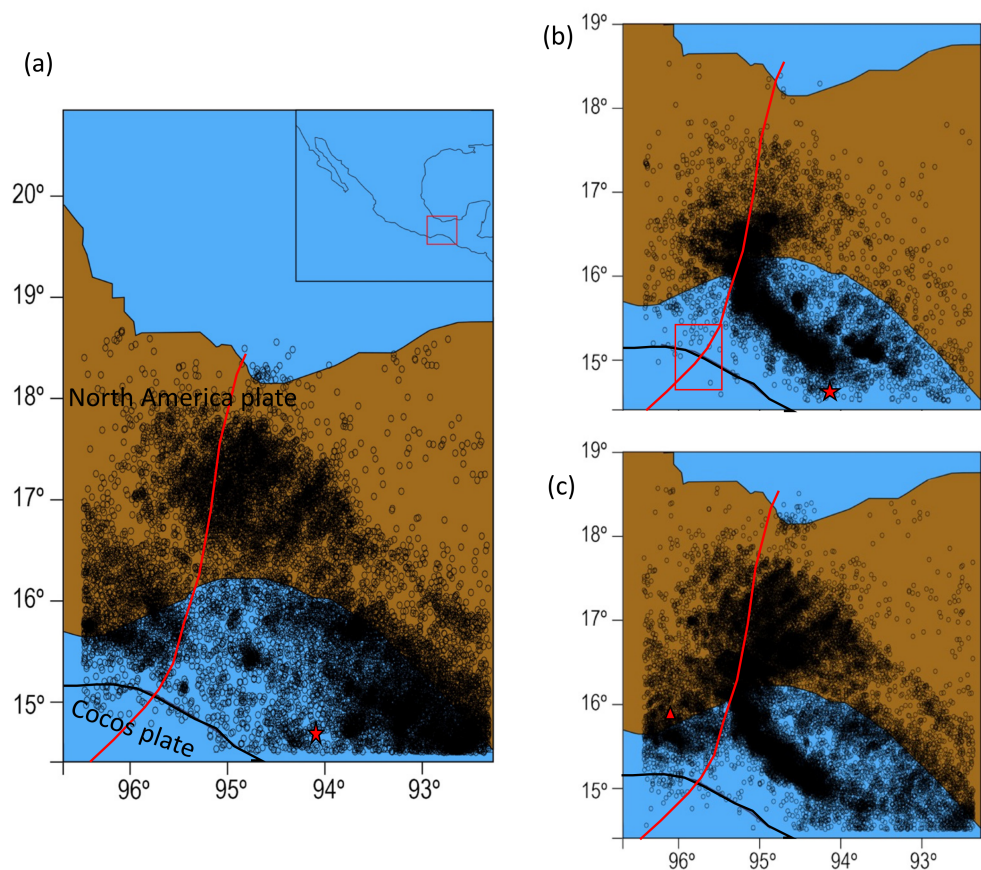 (a)
20º
19º
18º
17º
16º
15º
North America plate
Cocos plate
96º
95º
94º
93º
(b)
19º
18º
17º
16º
15º
(c)
19º
18º
17º
16º
15º
96º
95º
94º
93º